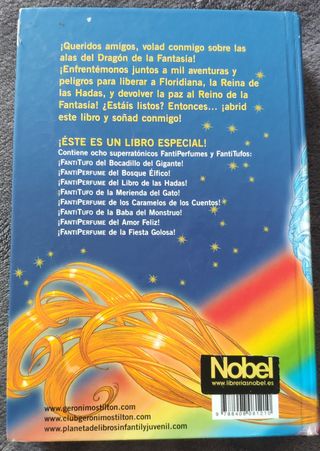 ¡Queridos amigos, volad conmigo sobre las
alas del Dragón de la Fantasía!
¡Enfrentémonos juntos a mil aventuras y
peligros para liberar a Floridiana, la Reina de
las Hadas, y devolver la paz al Reino de la
Fantasía! ¿Estáis listos? Entonces... ¡abrid
este libro y soñad conmigo!
¡ÉSTE ES UN LIBRO ESPECIAL!
Contiene ocho superratónicos FantiPerfumes y FantiTufos:
¡FantiTufo del Bocadillo del Gigante!
¡FantiPerfume del Bosque Élfico!
¡FantiPerfume del Libro de las Hadas!
¡FantiTufo de la Merienda del Gato!
¡FantiPerfume de los Caramelos de los Cuentos!
¡FantiTufo de la Baba del Monstruo!
¡FantiPerfume del Amor Feliz!
¡FantiPerfume de la Fiesta Golosa!
Nobel
www.libreriasnobel.es
www.geronimostilton.com
www.clubgeronimostilton.com
www.planetadelibrosinfantilyjuvenil.com